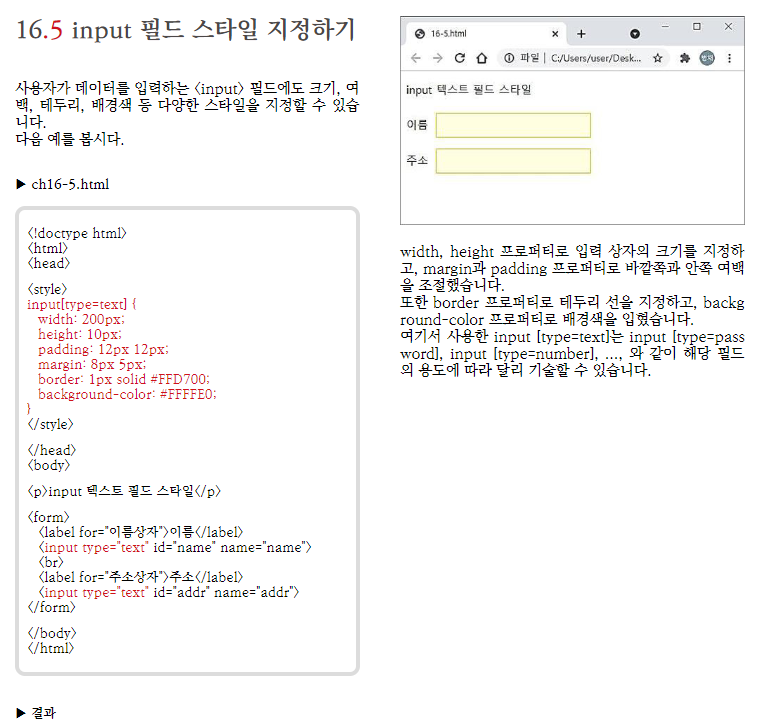 16.5 input 필드 스타일 지정하기
사용자가 데이터를 입력하는 <input> 필드에도 크기, 여
백, 테두리, 배경색 등 다양한 스타일을 지정할 수 있습
니다.
다음 예를 봅시다.
▶ ch16-5.html
<!doctype html>
<html>
<head>
<style>
input[type=text] {
width: 200px;
height: 10px;
padding: 12px 12px;
margin: 8px 5px;
border: 1px solid #FFD700;
background-color: #FFFFE0;
}
</style>
</head>
<body>
<p>input 텍스트 필드 스타일</p>
<form>
<label for="이름상자">이름</label>
<input type="text" id="name" name="name">
<br>
<label for="주소상자">주소</label>
<input type="text" id="addr" name="addr">
</form>
</body>
</html>
▶ 결과
16-5.html
파일 | C:/Users/user/Desk...
input 텍스트 필드 스타일
이름
주소
width, height 프로퍼티로 입력 상자의 크기를 지정하
고, margin과 padding 프로퍼티로 바깥쪽과 안쪽 여백
을 조절했습니다.
또한 border 프로퍼티로 테두리 선을 지정하고, backg
round-color 프로퍼티로 배경색을 입혔습니다.
여기서 사용한 input [type=text]는 input [type=pass
word], input [type=number], ..., 와 같이 해당 필드
의 용도에 따라 달리 기술할 수 있습니다.